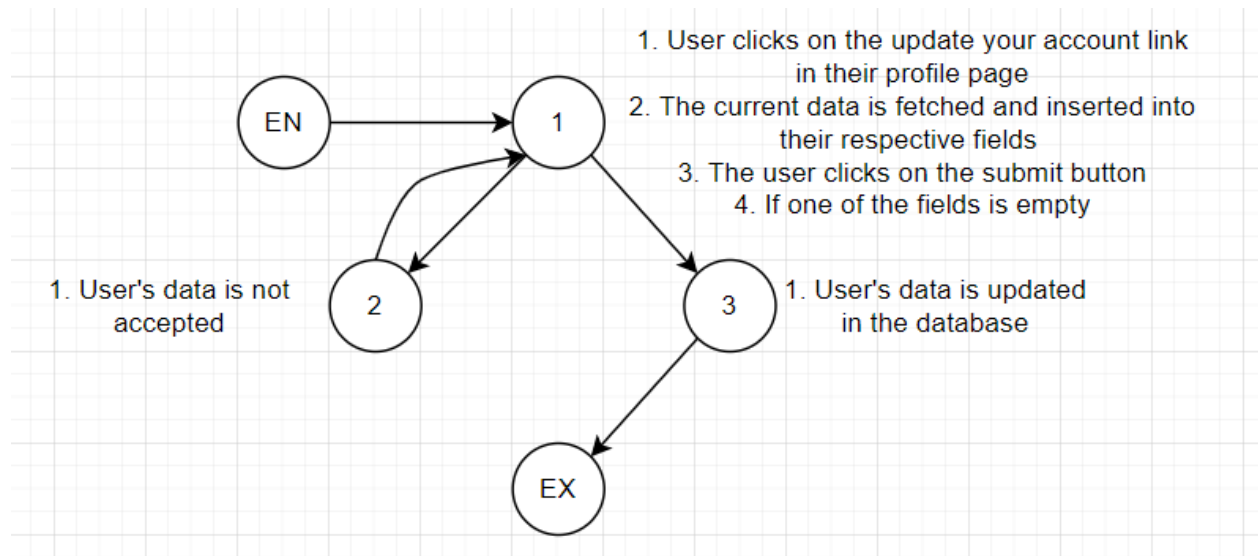 1. User clicks on the update your account link
in their profile page
EN
1
2. The current data is fetched and inserted into
their respective fields
3. The user clicks on the submit button
4. If one of the fields is empty
1. User's data is not
accepted
2
3
1. User's data is updated
in the database
EX